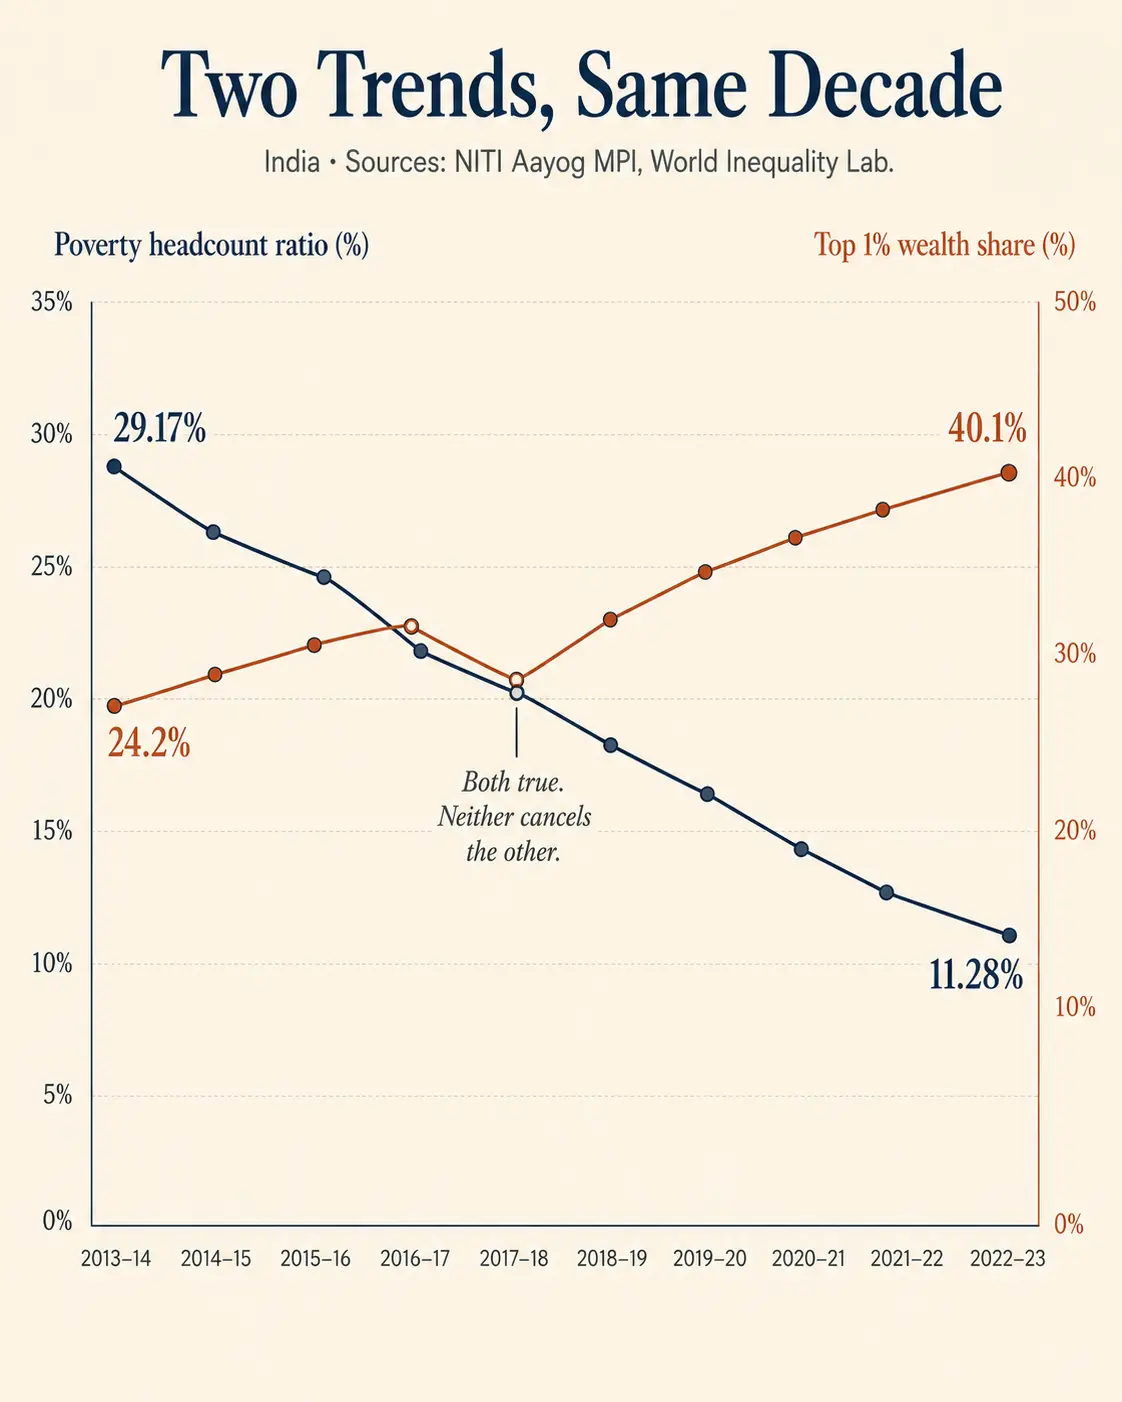 Two Trends, Same Decade
India • Sources: NITI Aayog MPI, World Inequality Lab.
Poverty headcount ratio (%)
Top 1% wealth share (%)
35%
30%
25%
20%
15%
10%
5%
0%
50%
40%
30%
20%
10%
0%
29.17%
40.1%
24.2%
Both true.
Neither cancels
the other.
11.28%
2013–14 2014–15 2015–16 2016–17 2017–18 2018–19 2019–20 2020–21 2021–22 2022–23